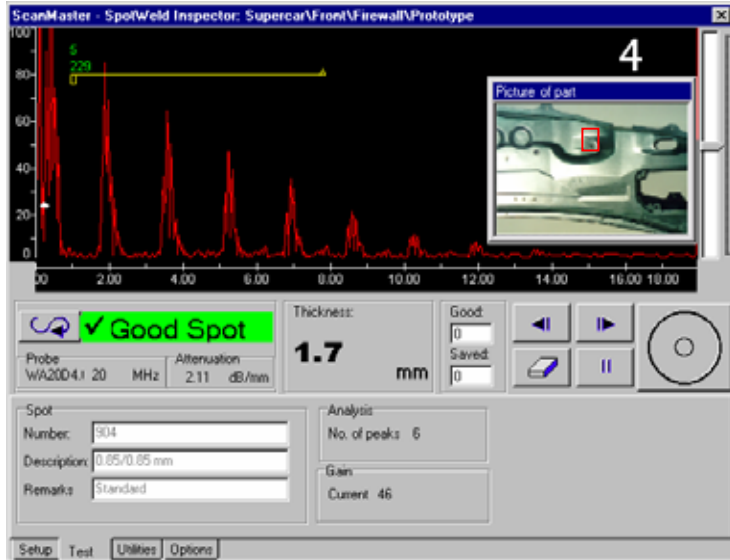 ScanMaster - SpotWeld Inspector: Supercar\Front\Firewall\Prototype
100
S
229
4
80
60
40
20
0
Picture of part
00 2.00 4.00 6.00 8.00 10.00 12.00 14.00 16.00 18.00
✓ Good Spot
Probe
WA20D4.( 20 MHz
Attenuation
2.11 dB/mm
Thickness:
1.7 mm
Good:
0
Saved:
0
Spot
Number: 904
Description: 0.85/0.85 mm
Remarks Standard
Analysis
No. of peaks 6
Gain
Current 46
Setup Test Utilities Options